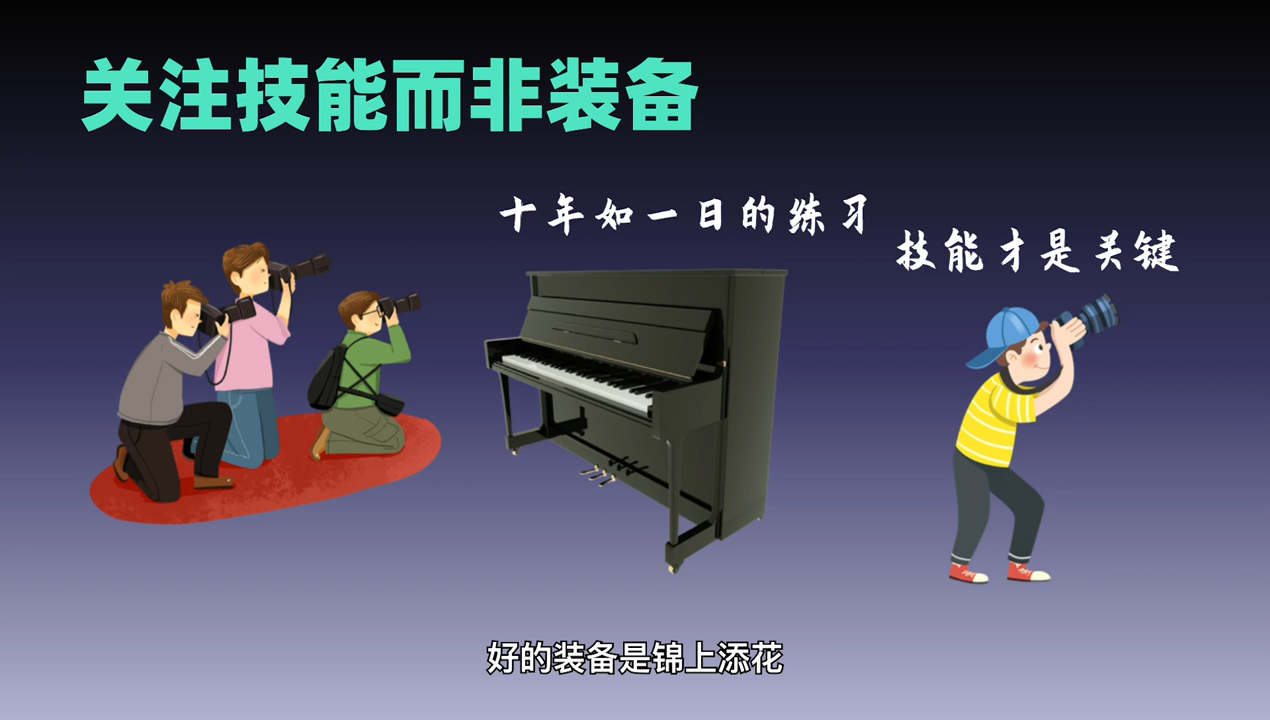 关注技能而非装备
十年如一日的练习
技能才是关键
好的装备是锦上添花